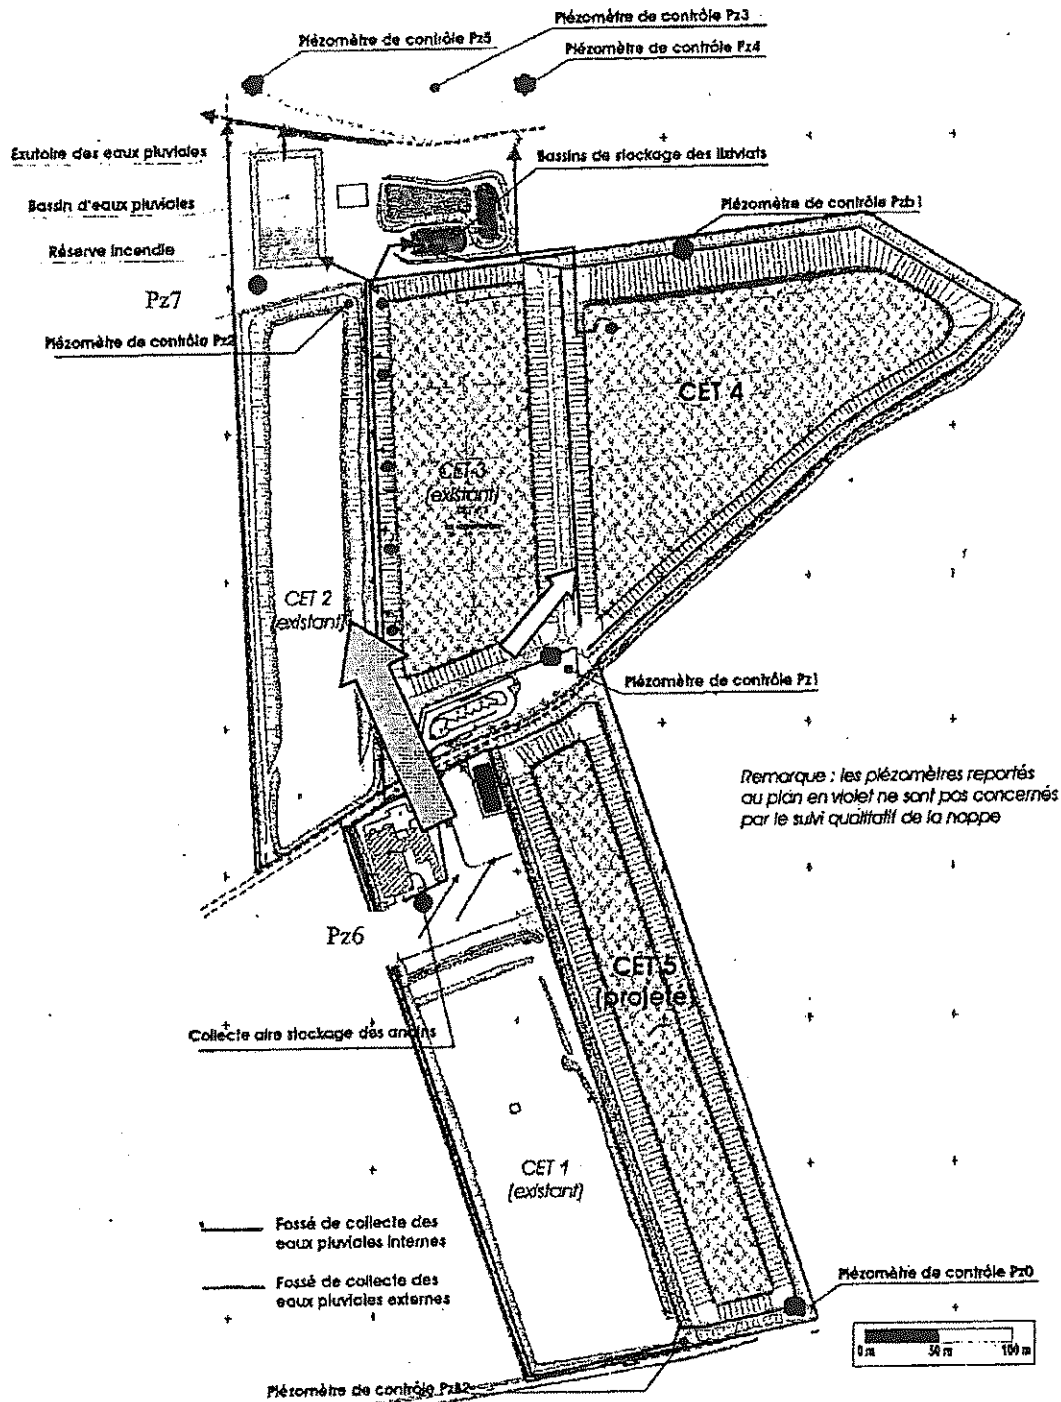 Piézomètre de contrôle Pz3
Piézomètre de contrôle Pz5
Piézomètre de contrôle Pz4
Exutoire des eaux pluviales
Bassins de stockage des lixiviats
Bassin d'eaux pluviales
Piézomètre de contrôle Pzb1
Réserve incendie
Pz7
Piézomètre de contrôle Pz2
CET 4
CET 3
(existant)
CET 2
(existant)
Piézomètre de contrôle Pz1
Remarque : les piézomètres reportés
au plan en violet ne sont pas concernés
par le suivi qualitatif de la nappe
Pz6
CET 5
(projeté)
Collecte aire stockage des andins
CET 1
(existant)
Fossé de collecte des
eaux pluviales internes
Fossé de collecte des
eaux pluviales externes
Piézomètre de contrôle Pz0
0 m 50 m 100 m
Piézomètre de contrôle